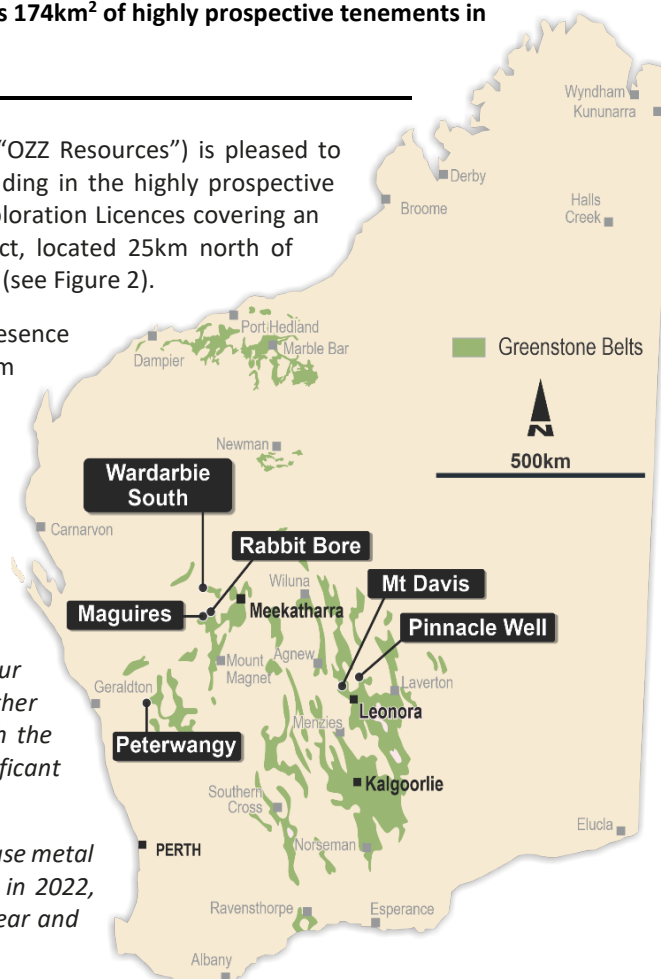 s 174km² of highly prospective tenements in
“OZZ Resources”) is pleased to
ding in the highly prospective
ploration Licences covering an
ct, located 25km north of
(see Figure 2).
esence
m
ur
ther
n the
ificant
ase metal
in 2022,
ear and
Wyndham
Kununarra
Derby
Broome
Halls
Creek
Port Hedland
Marble Bar
Dampier
Greenstone Belts
N
500km
Newman
Wardarbie
South
Carnarvon
Rabbit Bore
Wiluna
Mt Davis
Maguires
Meekatharra
Pinnacle Well
Mount
Magnet
Agnew
Laverton
Geraldton
Leonora
Menzies
Peterwangy
Kalgoorlie
Southern
Cross
Elucla
PERTH
Norseman
Ravensthorpe
Esperance
Albany